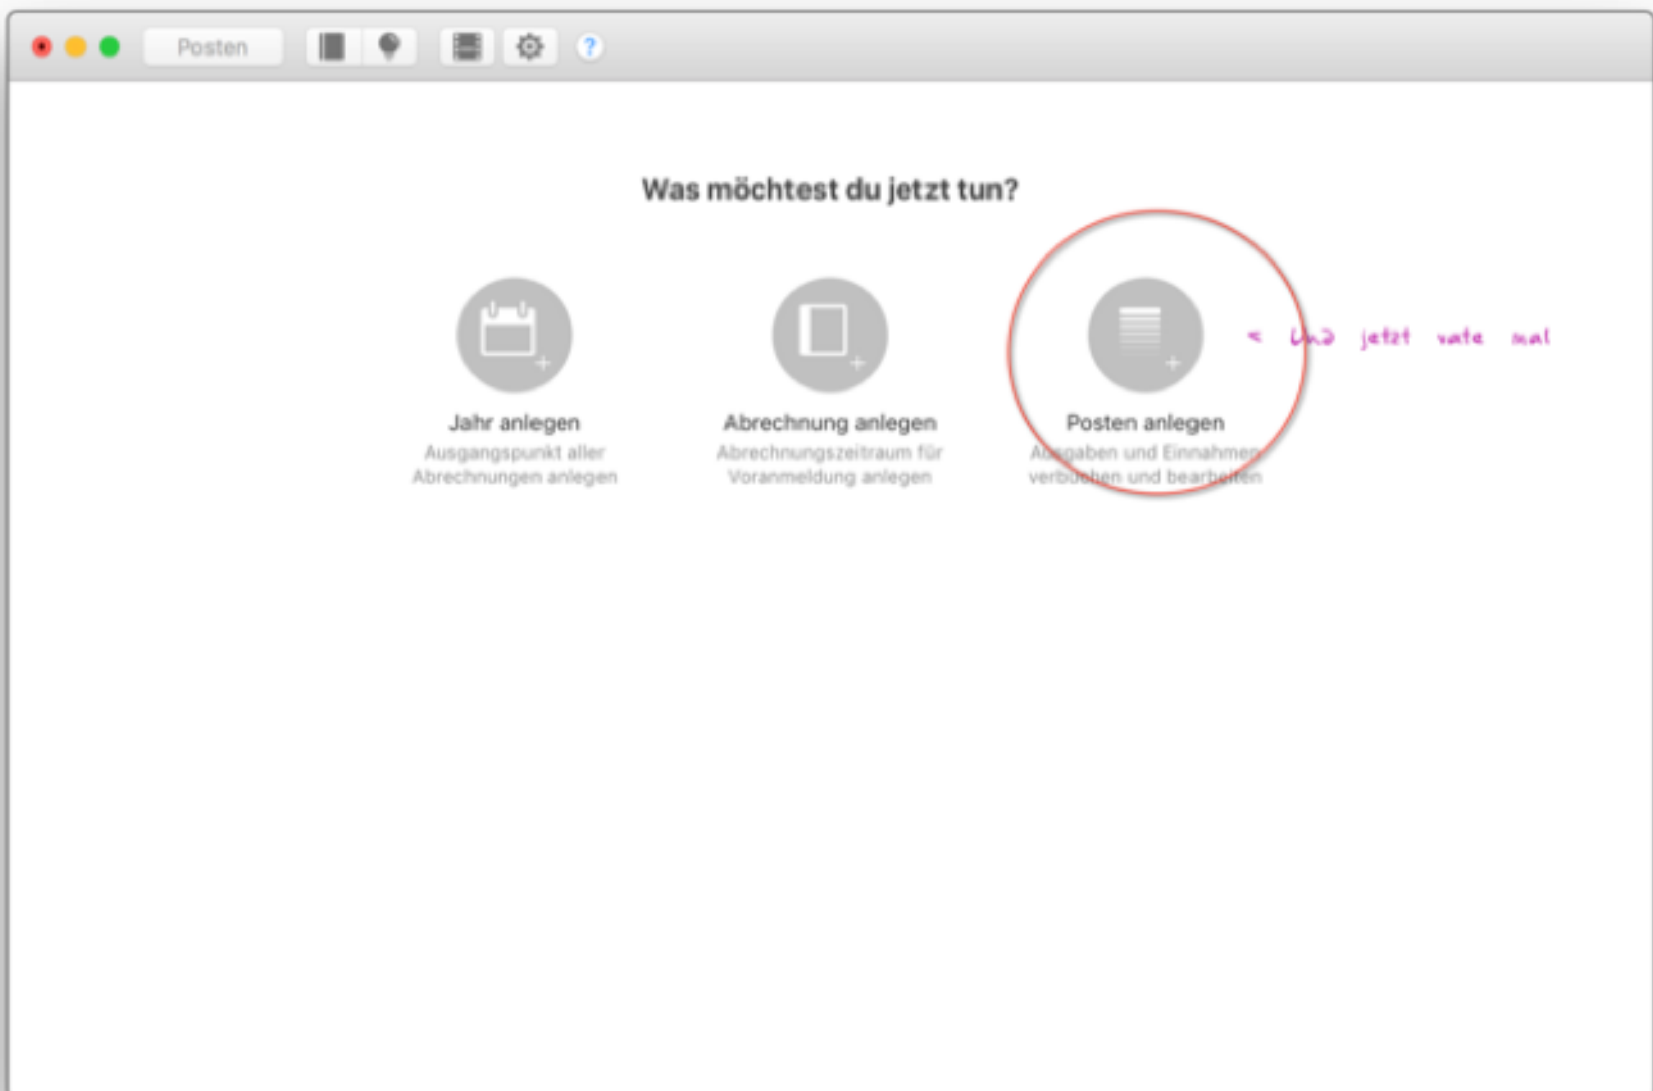 Posten
?
Was möchtest du jetzt tun?
Jahr anlegen
Ausgangspunkt aller
Abrechnungen anlegen
Abrechnung anlegen
Abrechnungszeitraum für
Voranmeldung anlegen
Posten anlegen
Ausgaben und Einnahmen
verbuchen und bearbeiten
< Und jetzt rate mal